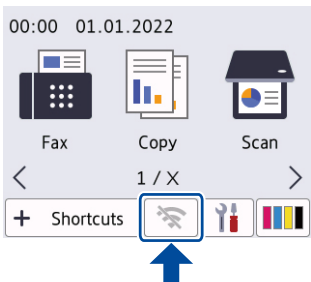 00:00 01.01.2022
Fax Copy Scan
< 1 / X >
+ Shortcuts